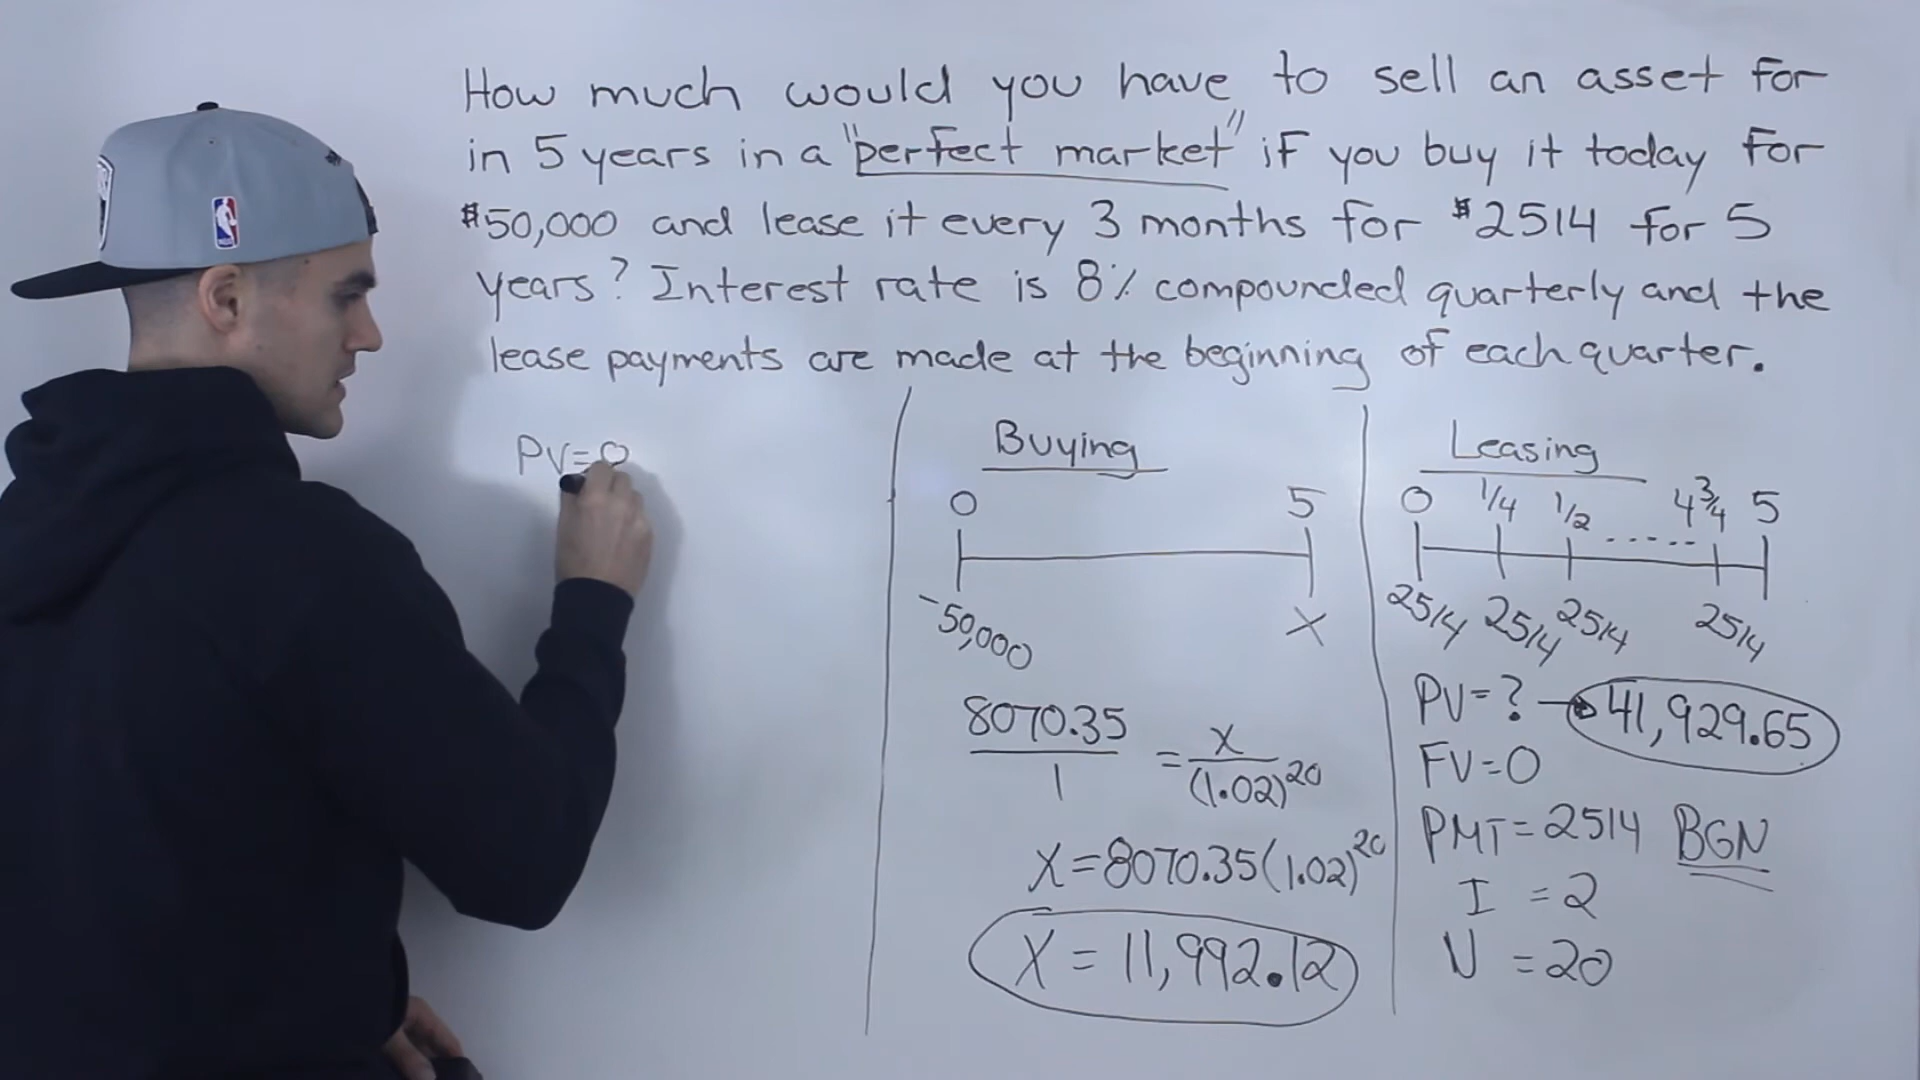 How much would you have to sell an asset for
in 5 years in a "perfect market" if you buy it today for
$50,000 and lease it every 3 months for $2514 for 5
years? Interest rate is 8% compounded quarterly and the
lease payments are made at the beginning of each quarter.
PV=0
Buying
0 5
-50,000 X
8070.35
1
= X
(1.02)^20
X=8070.35(1.02)^20
X = 11,992.12
Leasing
0 1/4 1/2 ..... 4 3/4 5
2514 2514 2514 2514
PV=? → 41,929.65
FV=0
PMT=2514 BGN
I =2
N =20